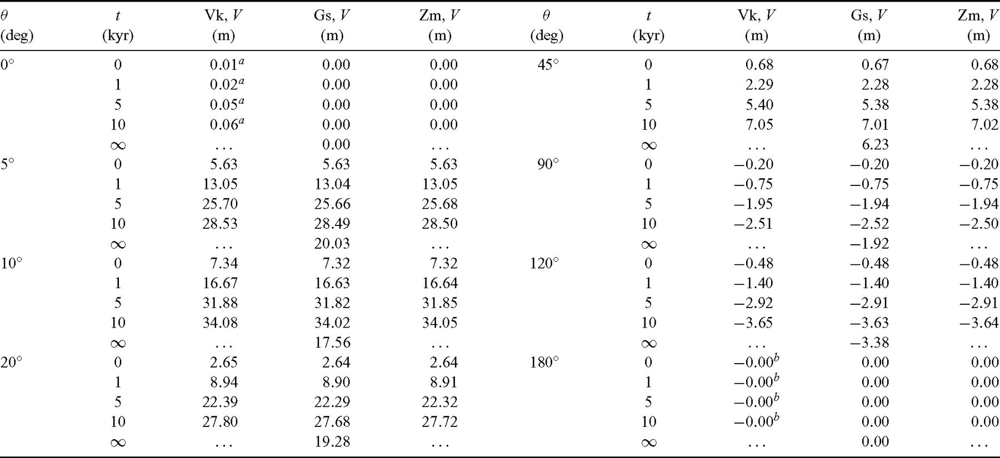 θ t Vk, V Gs, V Zm, V θ t Vk, V Gs, V Zm, V
(deg) (kyr) (m) (m) (m) (deg) (kyr) (m) (m) (m)
0° 0 0.01ᵃ 0.00 0.00 45° 0 0.68 0.67 0.68
1 0.02ᵃ 0.00 0.00 1 2.29 2.28 2.28
5 0.05ᵃ 0.00 0.00 5 5.40 5.38 5.38
10 0.06ᵃ 0.00 0.00 10 7.05 7.01 7.02
∞ ... 0.00 ... ∞ ... 6.23 ...
5° 0 5.63 5.63 5.63 90° 0 −0.20 −0.20 −0.20
1 13.05 13.04 13.05 1 −0.75 −0.75 −0.75
5 25.70 25.66 25.68 5 −1.95 −1.94 −1.94
10 28.53 28.49 28.50 10 −2.51 −2.52 −2.50
∞ ... 20.03 ... ∞ ... −1.92 ...
10° 0 7.34 7.32 7.32 120° 0 −0.48 −0.48 −0.48
1 16.67 16.63 16.64 1 −1.40 −1.40 −1.40
5 31.88 31.82 31.85 5 −2.92 −2.91 −2.91
10 34.08 34.02 34.05 10 −3.65 −3.63 −3.64
∞ ... 17.56 ... ∞ ... −3.38 ...
20° 0 2.65 2.64 2.64 180° 0 −0.00ᵇ 0.00 0.00
1 8.94 8.90 8.91 1 −0.00ᵇ 0.00 0.00
5 22.39 22.29 22.32 5 −0.00ᵇ 0.00 0.00
10 27.80 27.68 27.72 10 −0.00ᵇ 0.00 0.00
∞ ... 19.28 ... ∞ ... 0.00 ...